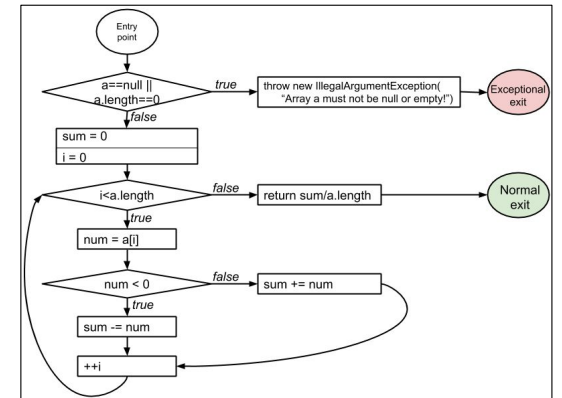 Entry
point
a==null ||
a.length==0
true
throw new IllegalArgumentException(
"Array a must not be null or empty!")
Exceptional
exit
false
sum = 0
i = 0
i<a.length
false
return sum/a.length
Normal
exit
true
num = a[i]
num < 0
false
sum += num
true
sum -= num
++i